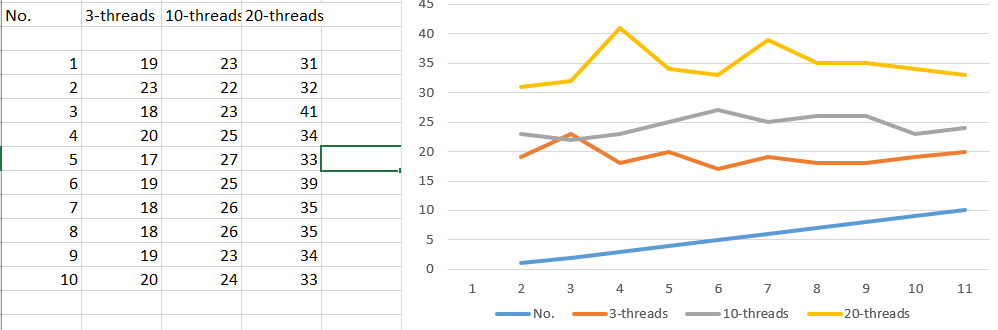 No. 3-threads 10-threads 20-threads
1 19 23 31
2 23 22 32
3 18 23 41
4 20 25 34
5 17 27 33
6 19 25 39
7 18 26 35
8 18 26 35
9 19 23 34
10 20 24 33
45
40
35
30
25
20
15
10
5
0
1 2 3 4 5 6 7 8 9 10 11
No. 3-threads 10-threads 20-threads